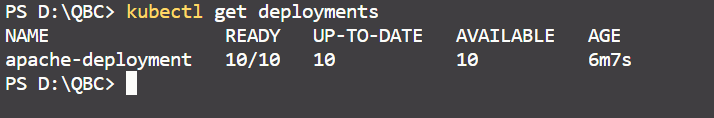 PS D:\QBC> kubectl get deployments
NAME                READY   UP-TO-DATE   AVAILABLE   AGE
apache-deployment   10/10   10           10          6m7s
PS D:\QBC>